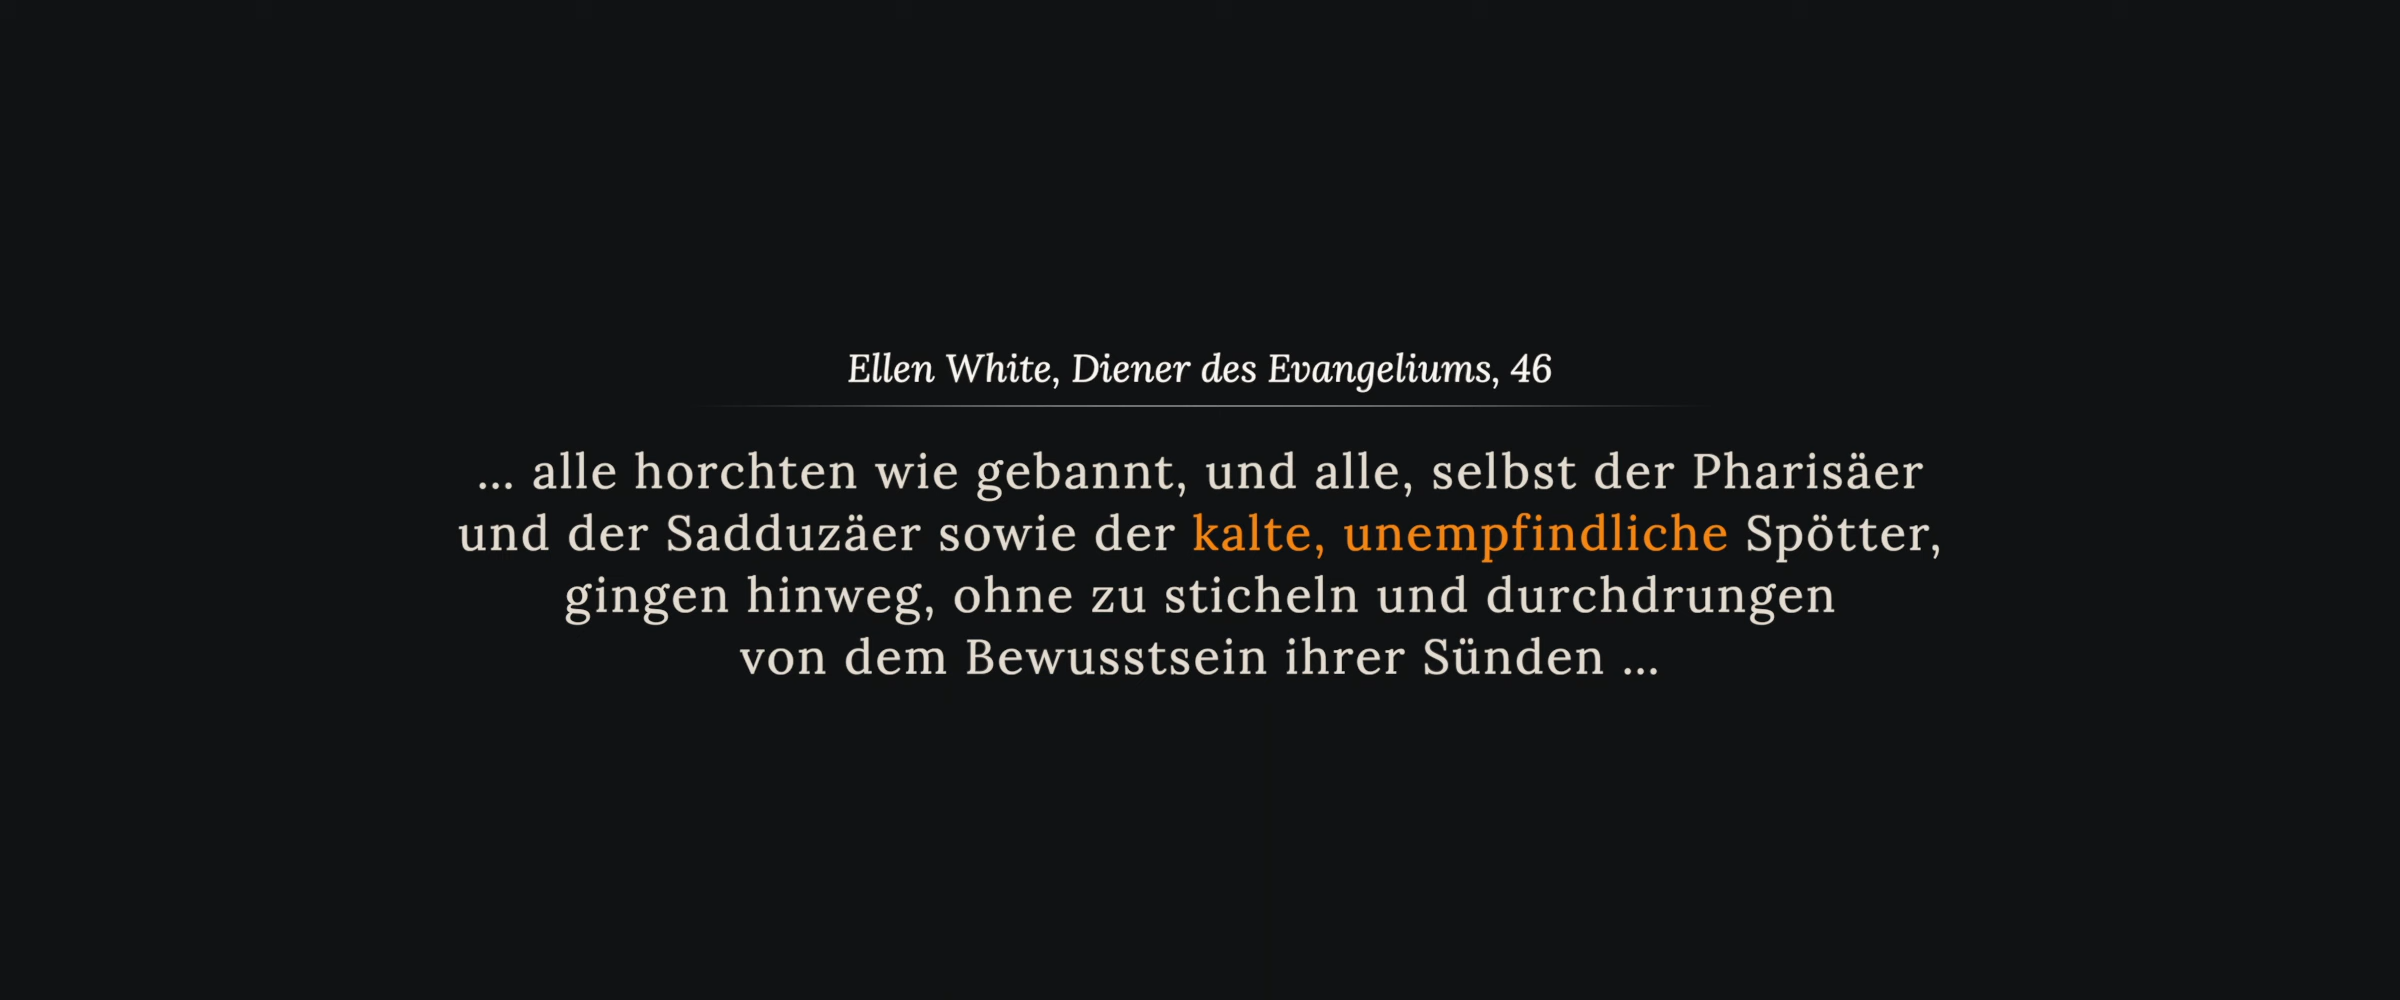 Ellen White, Diener des Evangeliums, 46
... alle horchten wie gebannt, und alle, selbst der Pharisäer
und der Sadduzäer sowie der kalte, unempfindliche Spötter,
gingen hinweg, ohne zu sticheln und durchdrungen
von dem Bewusstsein ihrer Sünden ...